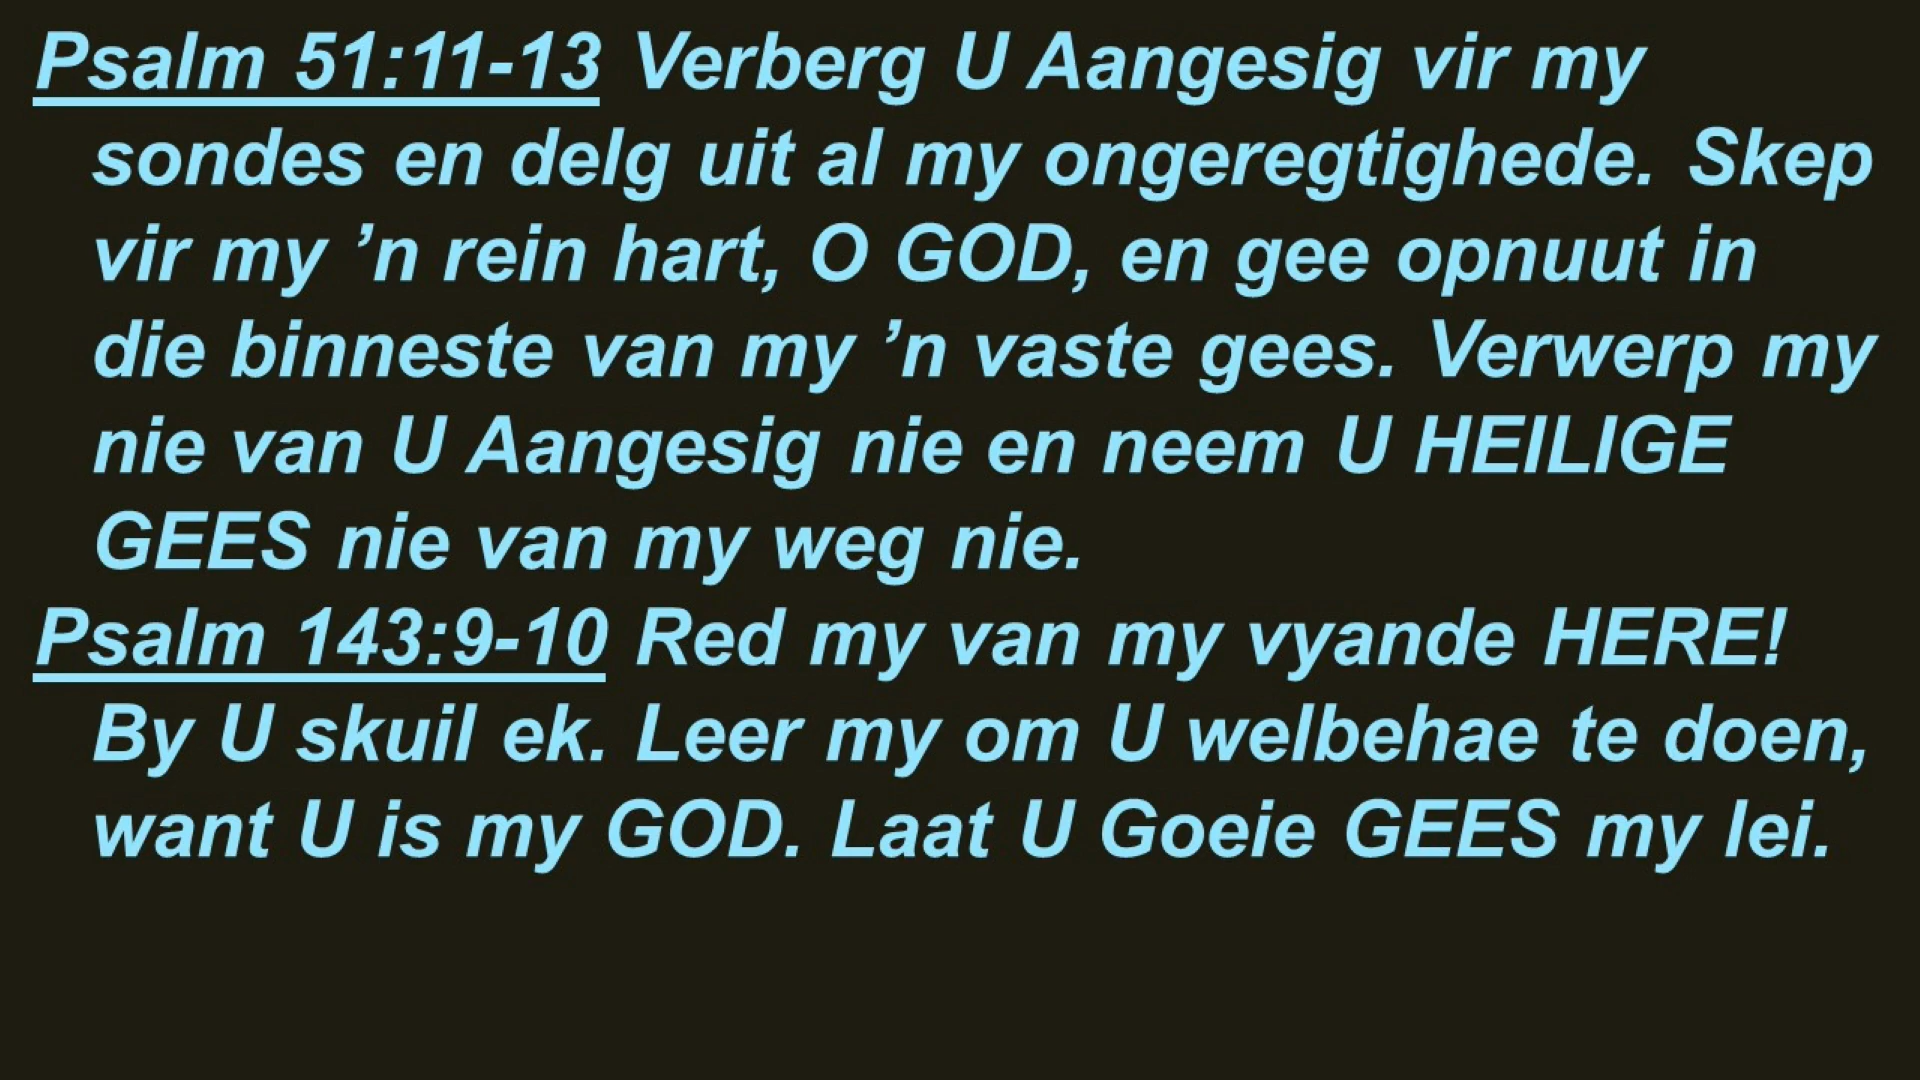 Psalm 51:11-13 Verberg U Aangesig vir my
sondes en delg uit al my ongeregtighede. Skep
vir my ’n rein hart, O GOD, en gee opnuut in
die binneste van my ’n vaste gees. Verwerp my
nie van U Aangesig nie en neem U HEILIGE
GEES nie van my weg nie.
Psalm 143:9-10 Red my van my vyande HERE!
By U skuil ek. Leer my om U welbehae te doen,
want U is my GOD. Laat U Goeie GEES my lei.